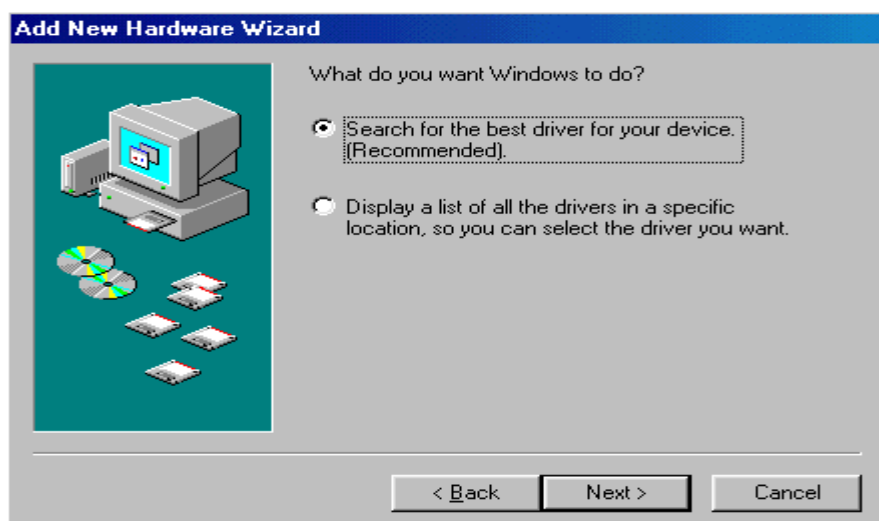 Add New Hardware Wizard
What do you want Windows to do?
Search for the best driver for your device.
(Recommended).
Display a list of all the drivers in a specific
location, so you can select the driver you want.
< Back
Next >
Cancel